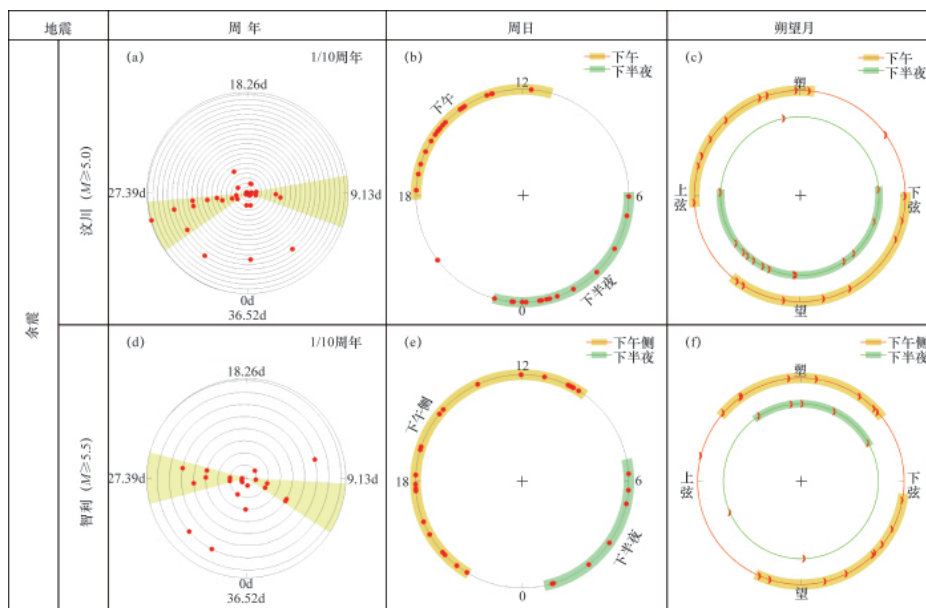 地震
周 年
周日
朔望月
余震
汶川 (M≥5.0)
(a)
1/10周年
18.26d
27.39d
9.13d
0d
36.52d
(b)
下午
下半夜
12
下午
18
6
下半夜
0
(c)
下午
下半夜
朔
上弦
下弦
望
智利 (M≥5.5)
(d)
1/10周年
18.26d
27.39d
9.13d
0d
36.52d
(e)
下午侧
下半夜
12
下午侧
18
6
下半夜
0
(f)
下午侧
下半夜
朔
上弦
下弦
望